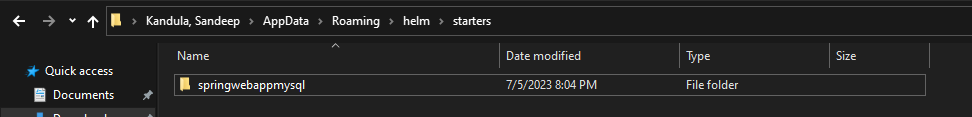 Kandula, Sandeep > AppData > Roaming > helm > starters
Name Date modified Type Size
Quick access
springwebappmysql 7/5/2023 8:04 PM File folder
Documents